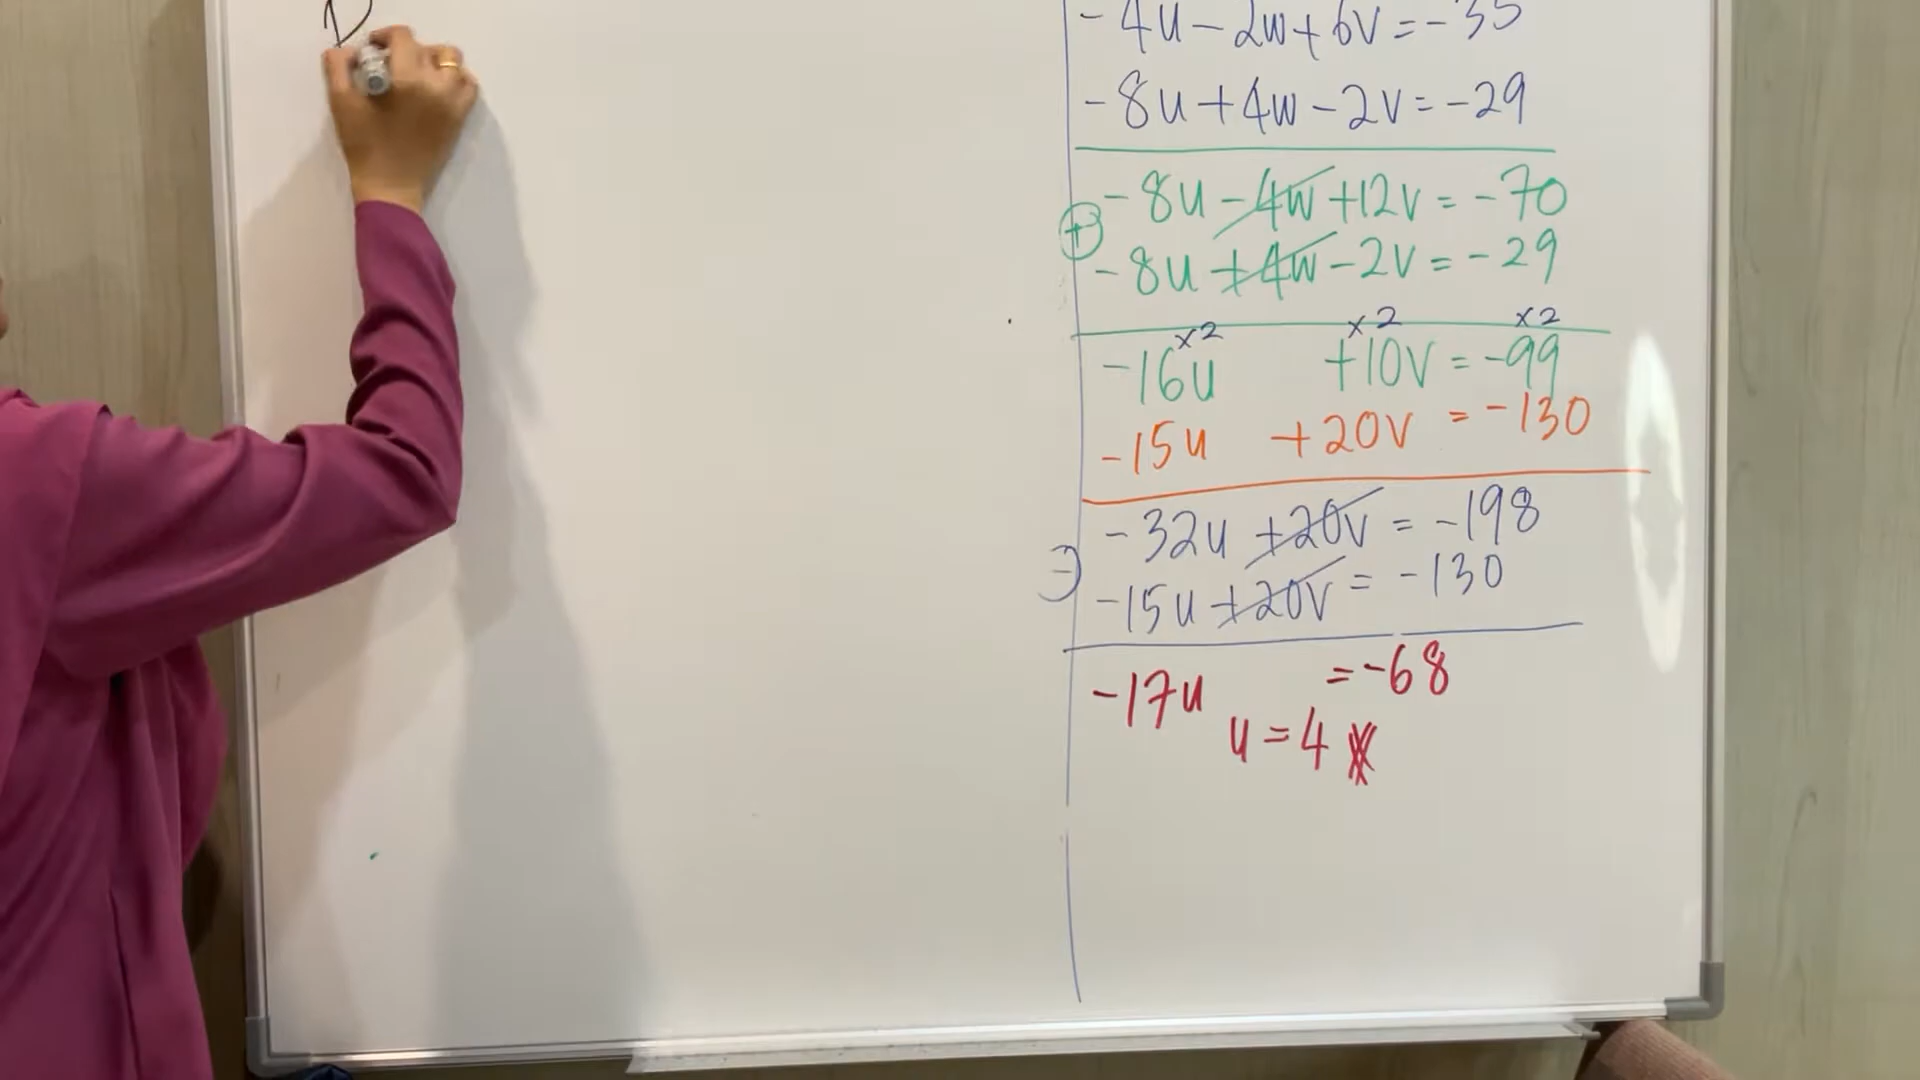 D
-4u-2w+6v=-35
-8u+4w-2v=-29
-8u-4w+12v=-70
+
-8u+4w-2v=-29
x2 x2 x2
-16u +10v=-99
-15u +20v=-130
-32u+20v=-198
-
-15u+20v=-130
-17u =-68
u=4